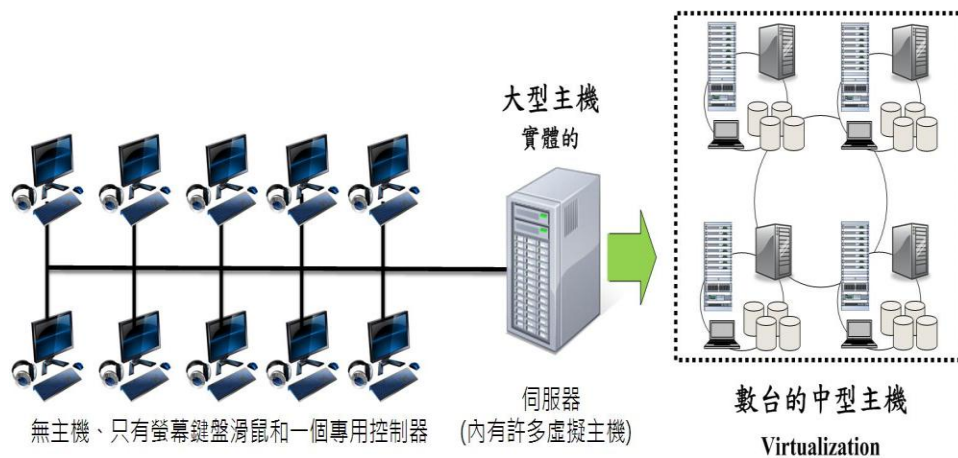 大型主機
實體的
無主機、只有螢幕鍵盤滑鼠和一個專用控制器
伺服器
(內有許多虛擬主機)
數台的中型主機
Virtualization